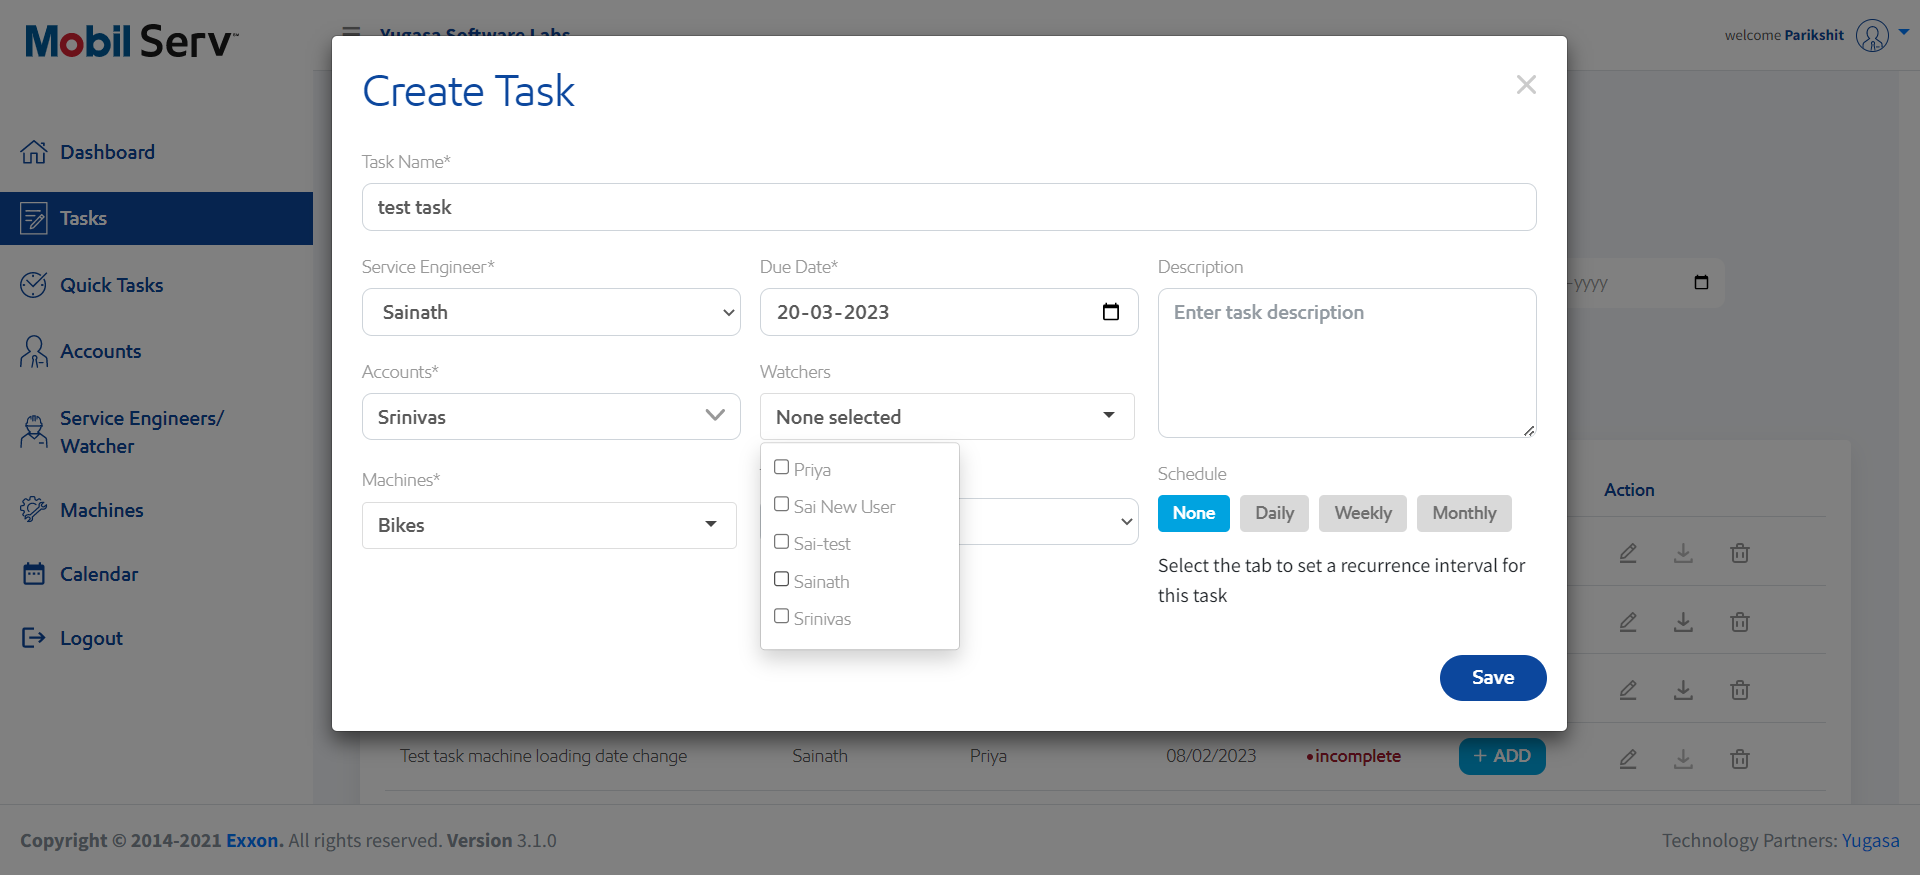 Mobil Serv™
Yugasa Software Labs
welcome Parikshit
Dashboard
Tasks
Quick Tasks
Accounts
Service Engineers/
Watcher
Machines
Calendar
Logout
Create Task
Task Name*
test task
Service Engineer*
Sainath
Due Date*
20-03-2023
Description
Enter task description
Accounts*
Srinivas
Watchers
None selected
Priya
Sai New User
Sai-test
Sainath
Srinivas
Machines*
Bikes
Schedule
None Daily Weekly Monthly
Select the tab to set a recurrence interval for
this task
Save
-yyyy
Action
Test task machine loading date change Sainath Priya 08/02/2023 •incomplete + ADD
Copyright © 2014-2021 Exxon. All rights reserved. Version 3.1.0
Technology Partners: Yugasa